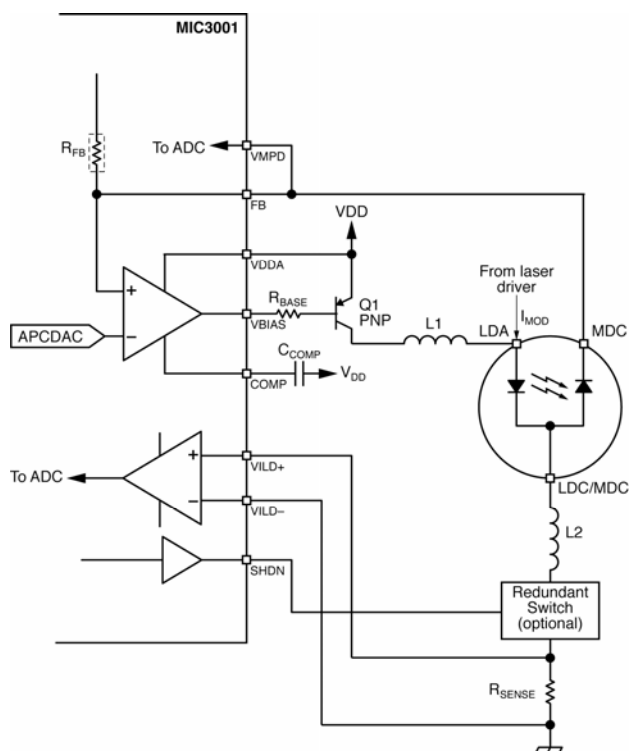 MIC3001
RFB
To ADC
VMPD
FB
VDD
VDDA
From laser
driver
RBASE
Q1
PNP
L1
LDA
IMOD
MDC
APCDAC
VBIAS
CCOMP
VDD
COMP
+
−
To ADC
+
−
VILD+
VILD−
LDC/MDC
L2
SHDN
Redundant
Switch
(optional)
RSENSE